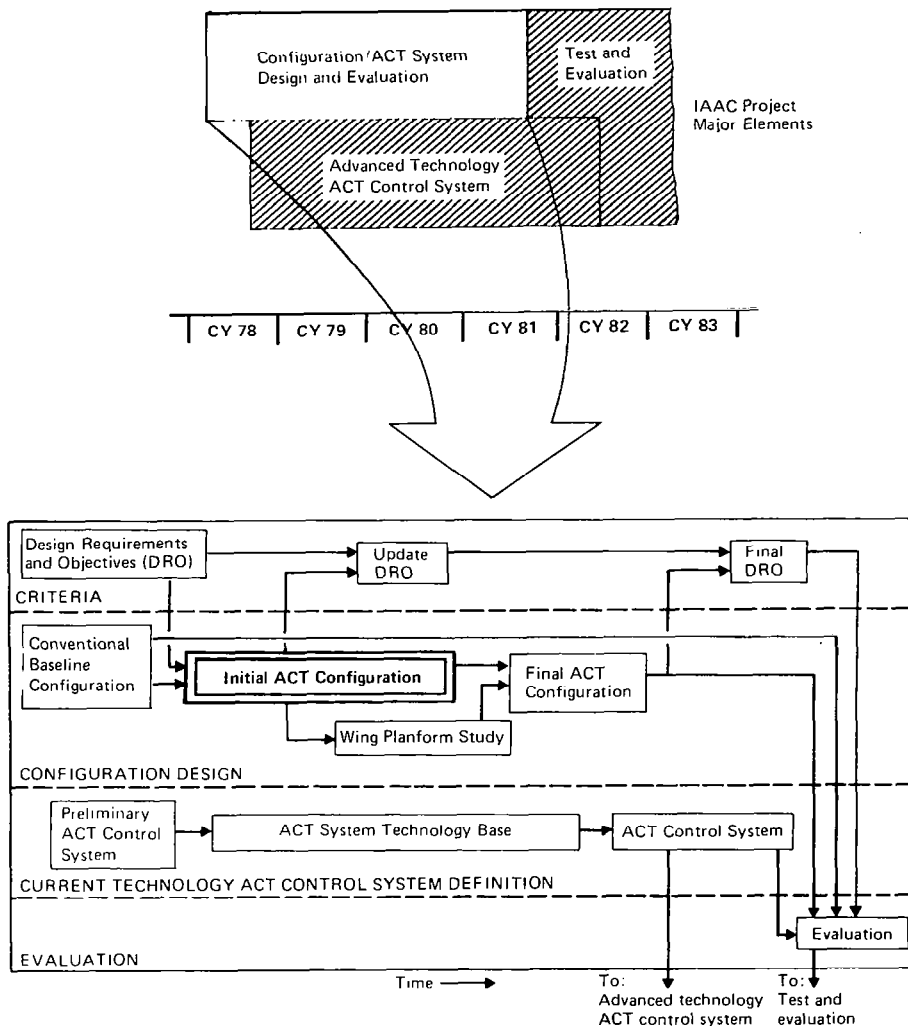 Configuration/ACT System
Design and Evaluation
Test and
Evaluation
IAAC Project
Major Elements
Advanced Technology
ACT Control System
CY 78
CY 79
CY 80
CY 81
CY 82
CY 83
Design Requirements
and Objectives (DRO)
Update
DRO
Final
DRO
CRITERIA
Conventional
Baseline
Configuration
Initial ACT Configuration
Final ACT
Configuration
Wing Planform Study
CONFIGURATION DESIGN
Preliminary
ACT Control
System
ACT System Technology Base
ACT Control System
CURRENT TECHNOLOGY ACT CONTROL SYSTEM DEFINITION
Evaluation
EVALUATION
Time
To:
Advanced technology
ACT control system
To:
Test and
evaluation